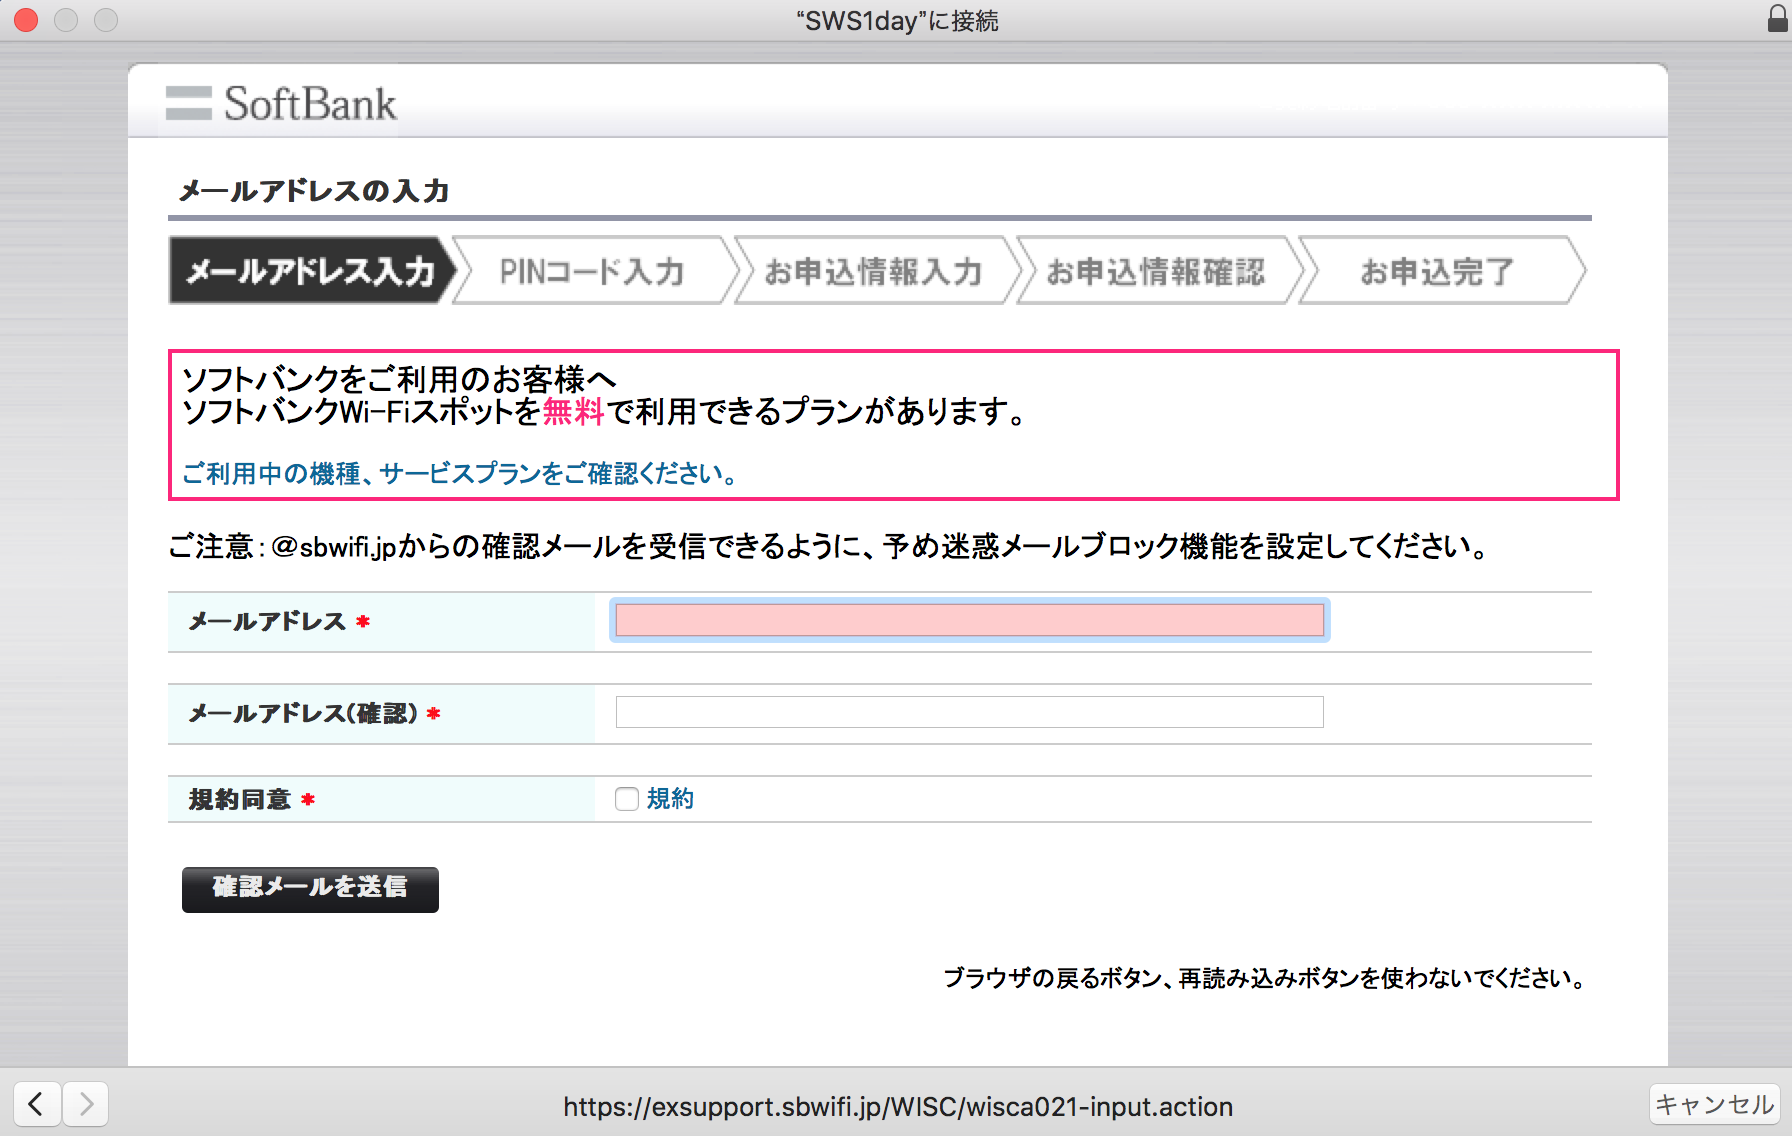 “SWS1day”に接続
SoftBank
メールアドレスの入力
メールアドレス入力
PINコード入力
お申込情報入力
お申込情報確認
お申込完了
ソフトバンクをご利用のお客様へ
ソフトバンクWi-Fiスポットを無料で利用できるプランがあります。
ご利用中の機種、サービスプランをご確認ください。
ご注意：@sbwifi.jpからの確認メールを受信できるように、予め迷惑メールブロック機能を設定してください。
メールアドレス *
メールアドレス(確認) *
規約同意 *
規約
確認メールを送信
ブラウザの戻るボタン、再読み込みボタンを使わないでください。
https://exsupport.sbwifi.jp/WISC/wisca021-input.action
キャンセル